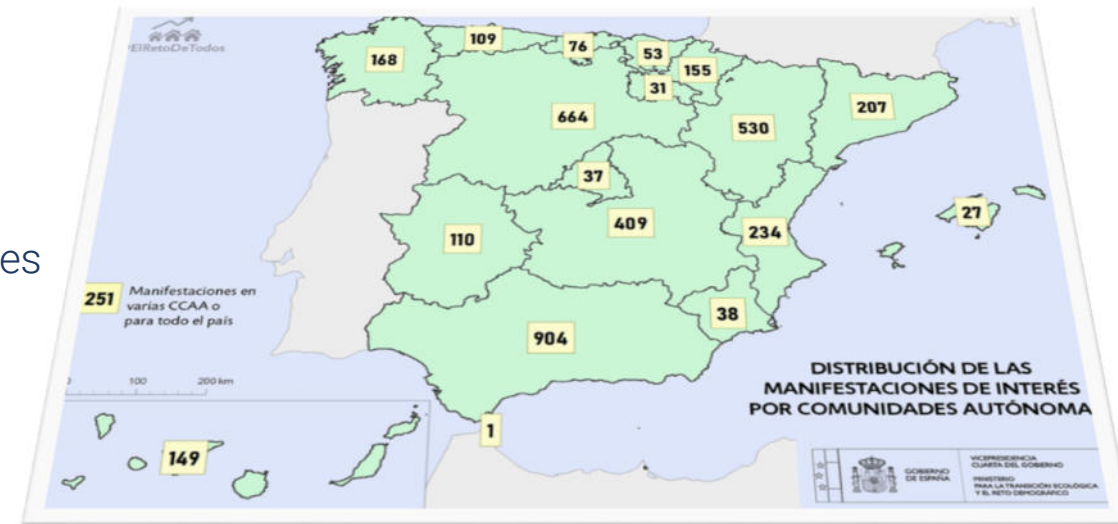 #ElRetoDeTodos
109
76
53
168
155
31
207
664
530
37
27
409
234
110
es
251
Manifestaciones en
varias CCAA o
para todo el país
38
904
100
200 km
DISTRIBUCIÓN DE LAS
MANIFESTACIONES DE INTERÉS
POR COMUNIDADES AUTÓNOMA
1
149
GOBIERNO
DE ESPAÑA
VICEPRESIDENCIA
CUARTA DEL GOBIERNO
MINISTERIO
PARA LA TRANSICIÓN ECOLÓGICA
Y EL RETO DEMOGRÁFICO